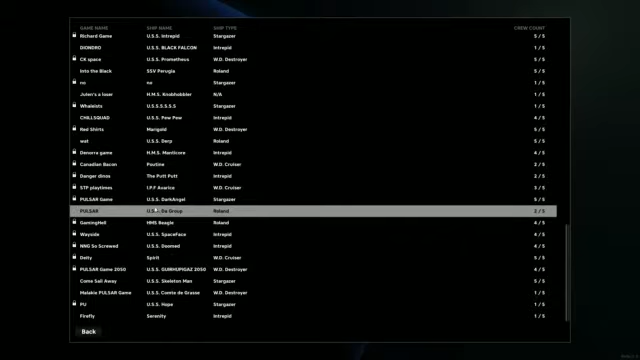 GAME NAME SHIP NAME SHIP TYPE CREW COUNT
Richard Game U.S.S. Intrepid Stargazer 5 / 5
DIONDRO U.S.S. BLACK FALCON Intrepid 1 / 5
CK space U.S.S. Prometheus W.D. Destroyer 5 / 5
Into the Black SSV Perugia Roland 4 / 5
no no Stargazer 1 / 5
Julen's a loser H.M.S. Knobhobbler N/A 1 / 5
Whaleists U.S.S.S.S.S.S Stargazer 5 / 5
CHILLSQUAD U.S.S. Pew Pew Intrepid 4 / 5
Red Shirts Marigold W.D. Destroyer 5 / 5
wat U.S.S. Derp Roland 5 / 5
Denorra game H.M.S. Manticore Intrepid 4 / 5
Canadian Bacon Poutine W.D. Cruiser 2 / 5
Danger dinos The Putt Putt Intrepid 2 / 5
STP playtimes I.P.F Avarice W.D. Cruiser 3 / 5
PULSAR Game U.S.S. DarkAngel Stargazer 5 / 5
PULSAR U.S.S. Da Group Roland 2 / 5
GamingHell HMS Beagle Roland 4 / 5
Wayside U.S.S. SpaceFace Intrepid 4 / 5
NNG So Screwed U.S.S. Doomed Intrepid 4 / 5
Deity Spirit W.D. Cruiser 5 / 5
PULSAR Game 2050 U.S.S. GURRHUPIGAZ 2050 W.D. Destroyer 4 / 5
Come Sail Away U.S.S. Skeleton Man Stargazer 5 / 5
Malakie PULSAR Game U.S.S. Comte de Grasse W.D. Destroyer 1 / 5
PU U.S.S. Hope Stargazer 1 / 5
Firefly Serenity Intrepid 1 / 5
Back